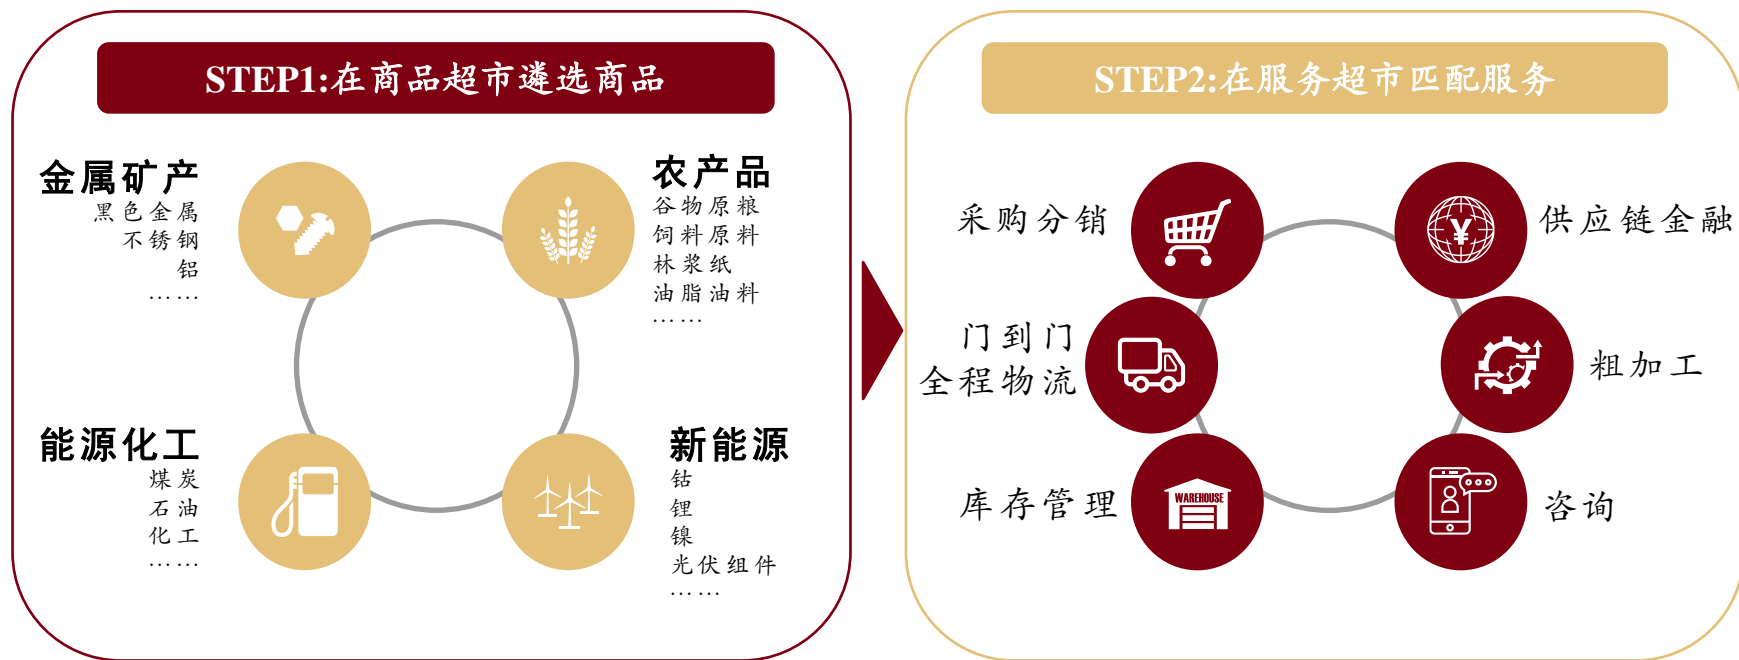 STEP1:在商品超市遴选商品
金属矿产
黑色金属
不锈钢
铝
……
农产品
谷物原粮
饲料原料
林浆纸
油脂油料
……
能源化工
煤炭
石油
化工
……
新能源
钴
锂
镍
光伏组件
……
STEP2:在服务超市匹配服务
采购分销
¥
供应链金融
门到门
全程物流
粗加工
库存管理
WAREHOUSE
咨询